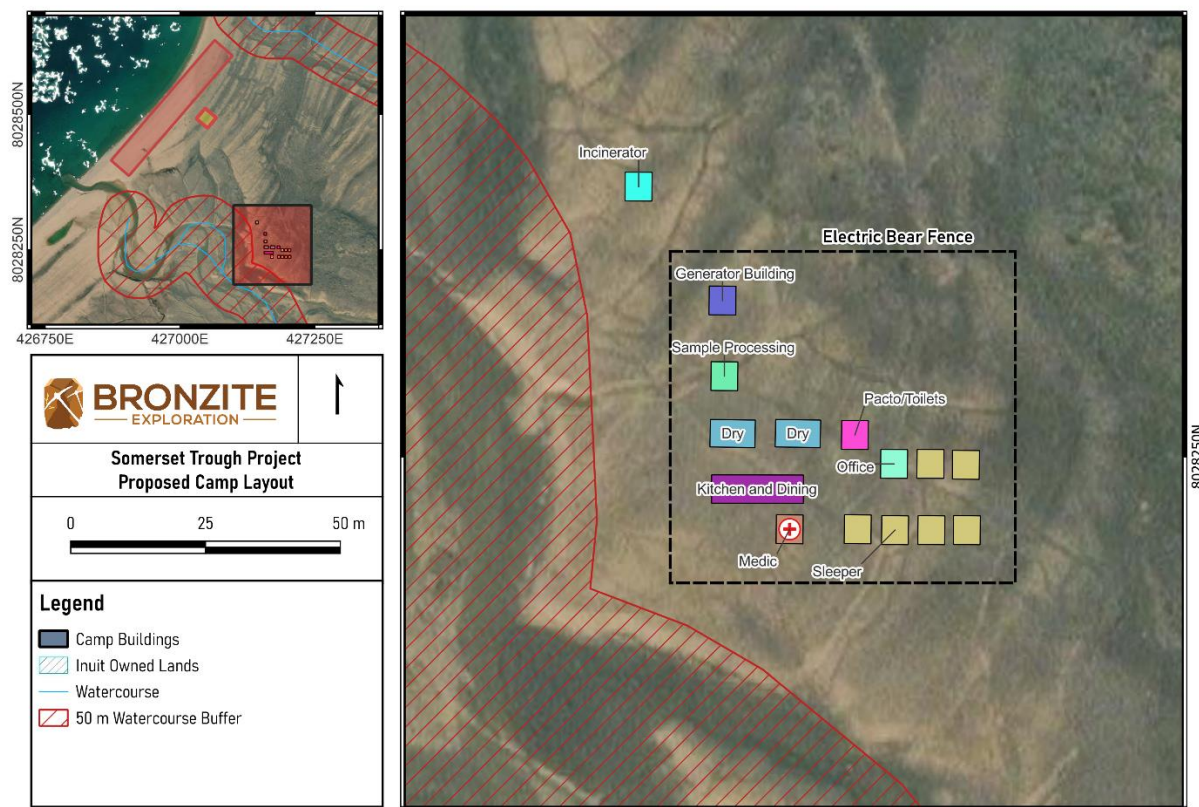 8028500N
8028250N
426750E
427000E
427250E
BRONZITE
EXPLORATION
Somerset Trough Project
Proposed Camp Layout
0
25
50 m
Legend
Camp Buildings
Inuit Owned Lands
Watercourse
50 m Watercourse Buffer
Incinerator
Electric Bear Fence
Generator Building
Sample Processing
Pacto/Toilets
Dry
Dry
Office
Kitchen and Dining
Medic
Sleeper
8028250N